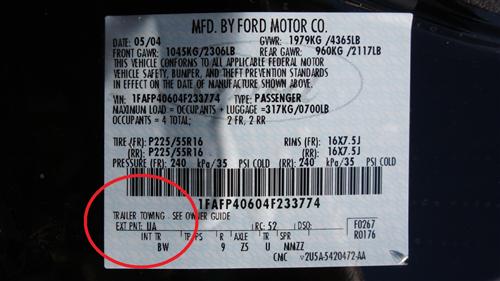 MFD. BY FORD MOTOR CO.
DATE: 05/04 GVWR: 1979KG /4365LB
FRONT GAWR: 1045KG/2306LB REAR GAWR: 960KG /2117LB
THIS VEHICLE CONFORMS TO ALL APPLICABLE FEDERAL MOTOR
VEHICLE SAFETY, BUMPER, AND THEFT PREVENTION STANDARDS
IN EFFECT ON THE DATE OF MANUFACTURE SHOWN ABOVE.
VIN: 1FAFP40604F233774 TYPE: PASSENGER
MAXIMUM LOAD = OCCUPANTS + LUGGAGE =317KG/0700LB
OCCUPANTS = 4 TOTAL; 2 FR, 2 RR
TIRE (FR): P225/55R16 RIMS (FR): 16X7.5J
(RR): P225/55R16 (RR): 16X7.5J
PRESSURE (FR): 240 kPa/35 PSI COLD (RR): 240 kPa/35 PSI COLD
1FAFP40604F233774
TRAILER TOWING - SEE OWNER GUIDE
EXT PNT: UA RC: 52 DSO: F0267
INT TR TP/PS R AXLE TR SPR R0176
BW 9 Z5 U MMZZ
CMC ▿2U5A-5420472-AA